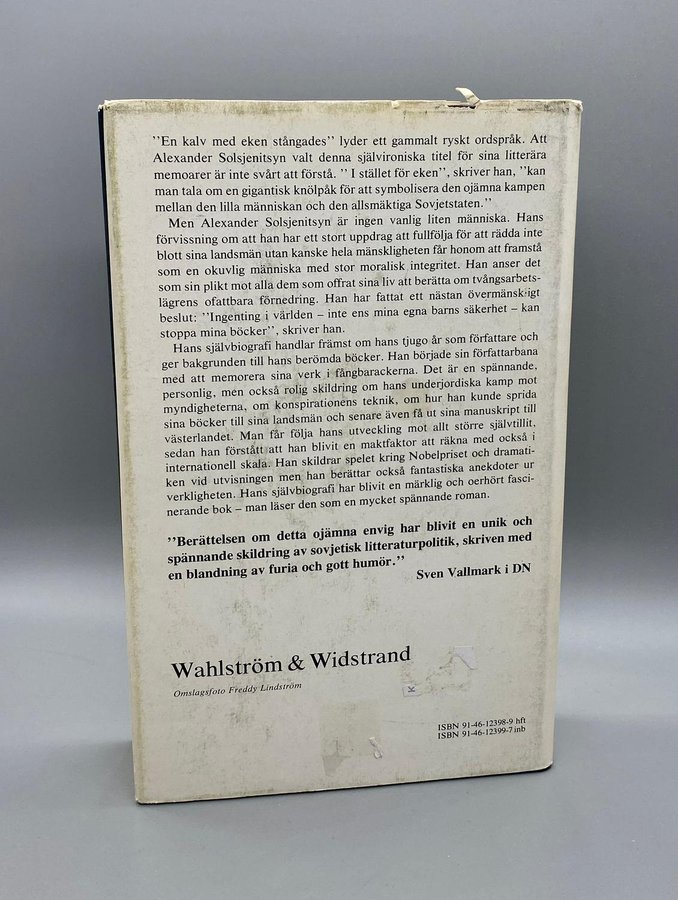 ”En kalv med eken stångades” lyder ett gammalt ryskt ordspråk. Att
Alexander Solsjenitsyn valt denna självironiska titel för sina litterära
memoarer är inte svårt att förstå. ” I stället för eken”, skriver han, ”kan
man tala om en gigantisk knölpåk för att symbolisera den ojämna kampen
mellan den lilla människan och den allsmäktiga Sovjetstaten.”
Men Alexander Solsjenitsyn är ingen vanlig liten människa. Hans
förvissning om att han har ett stort uppdrag att fullfölja för att rädda inte
blott sina landsmän utan kanske hela mänskligheten får honom att framstå
som en okuvlig människa med stor moralisk integritet. Han anser det
som sin plikt mot alla dem som offrat sina liv att berätta om tvångsarbets-
lägrens ofattbara förnedring. Han har fattat ett nästan övermänskligt
beslut: ”Ingenting i världen – inte ens mina egna barns säkerhet – kan
stoppa mina böcker”, skriver han.
Hans självbiografi handlar främst om hans tjugo år som författare och
ger bakgrunden till hans berömda böcker. Han började sin författarbana
med att memorera sina verk i fångbarackerna. Det är en spännande,
personlig, men också rolig skildring om hans underjordiska kamp mot
myndigheterna, om konspirationens teknik, om hur han kunde sprida
sina böcker till sina landsmän och senare även få ut sina manuskript till
västerlandet. Man får följa hans utveckling mot allt större självtillit,
sedan han förstått att han blivit en maktfaktor att räkna med också i
internationell skala. Han skildrar spelet kring Nobelpriset och dramati-
ken vid utvisningen men han berättar också fantastiska anekdoter ur
verkligheten. Hans självbiografi har blivit en märklig och oerhört fasci-
nerande bok – man läser den som en mycket spännande roman.
”Berättelsen om detta ojämna envig har blivit en unik och
spännande skildring av sovjetisk litteraturpolitik, skriven med
en blandning av furia och gott humör.”
Sven Vallmark i DN
Wahlström & Widstrand
Omslagsfoto Freddy Lindström
K
ISBN 91-46-12398-9 hft
ISBN 91-46-12399-7 inb